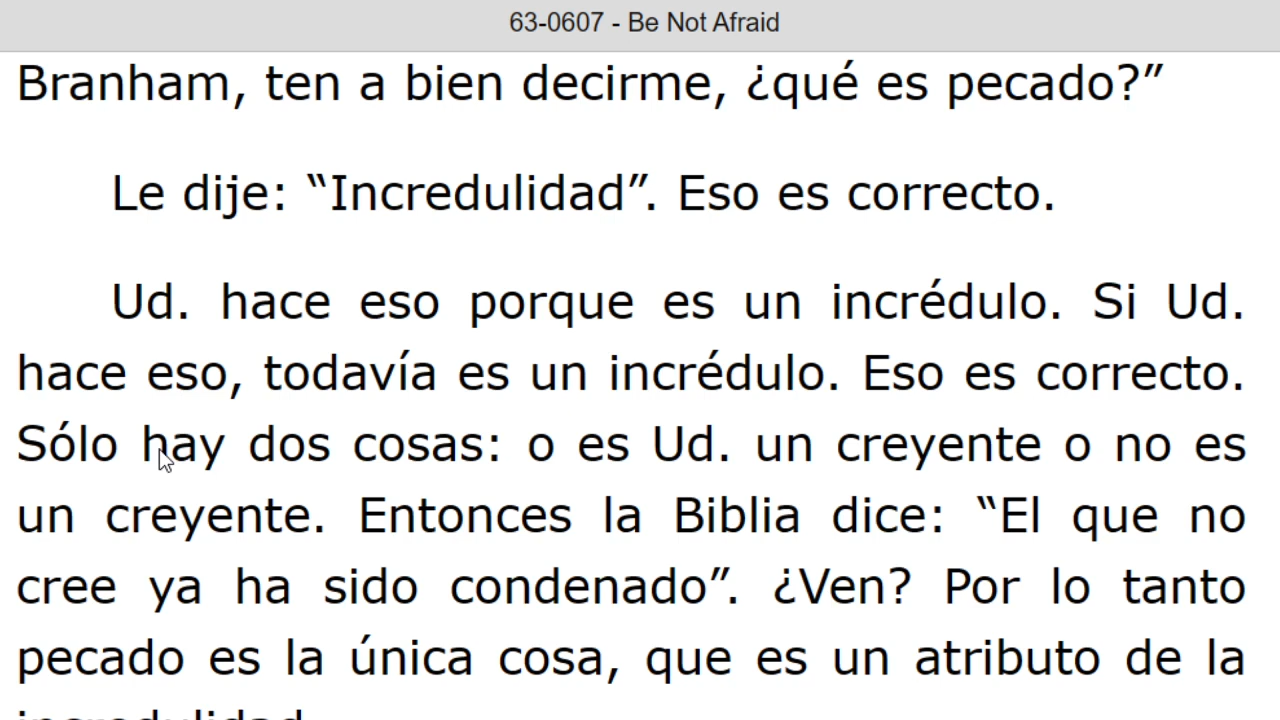 63-0607 - Be Not Afraid
Branham, ten a bien decirme, ¿qué es pecado?”
Le dije: “Incredulidad”. Eso es correcto.
Ud. hace eso porque es un incrédulo. Si Ud.
hace eso, todavía es un incrédulo. Eso es correcto.
Sólo hay dos cosas: o es Ud. un creyente o no es
un creyente. Entonces la Biblia dice: “El que no
cree ya ha sido condenado”. ¿Ven? Por lo tanto
pecado es la única cosa, que es un atributo de la
incredulidad